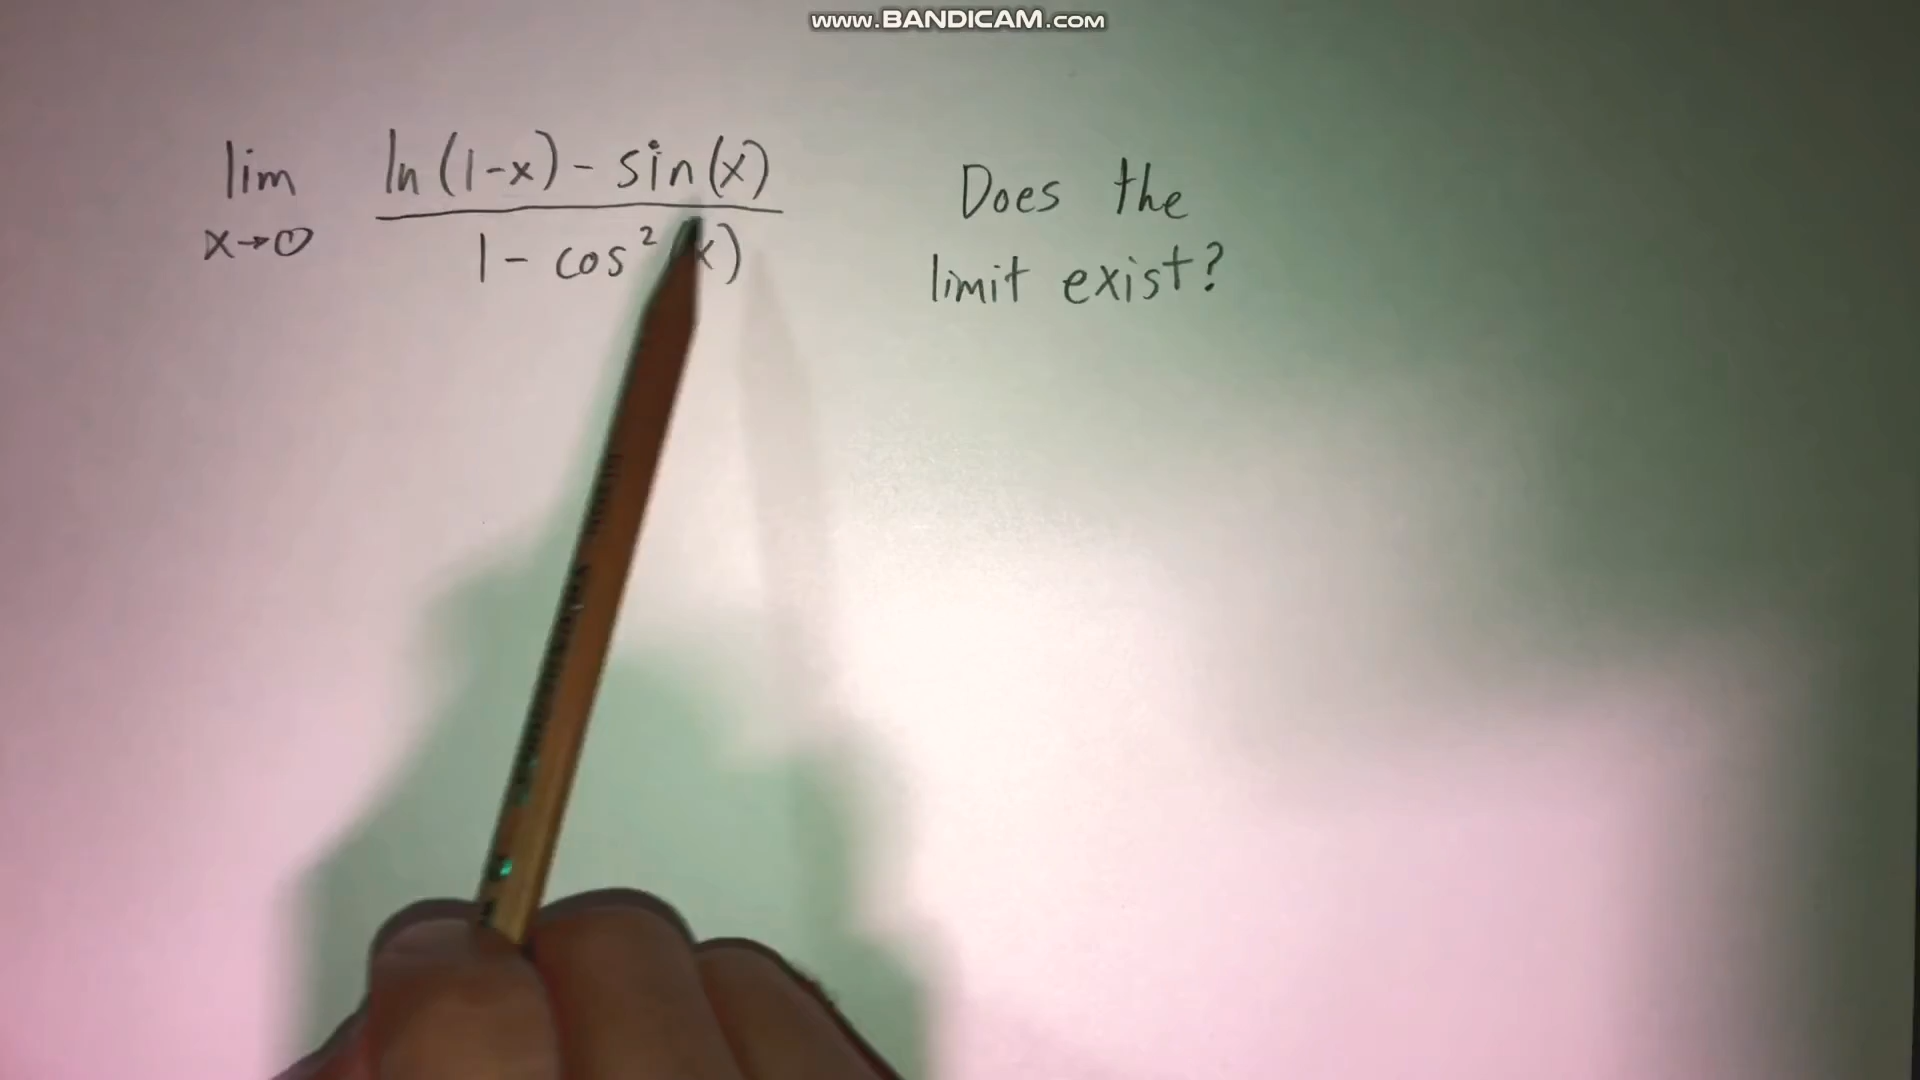 www.BANDICAM.com
lim x→0 ln(1-x) - sin(x) / 1 - cos²(x)
Does the
limit exist?